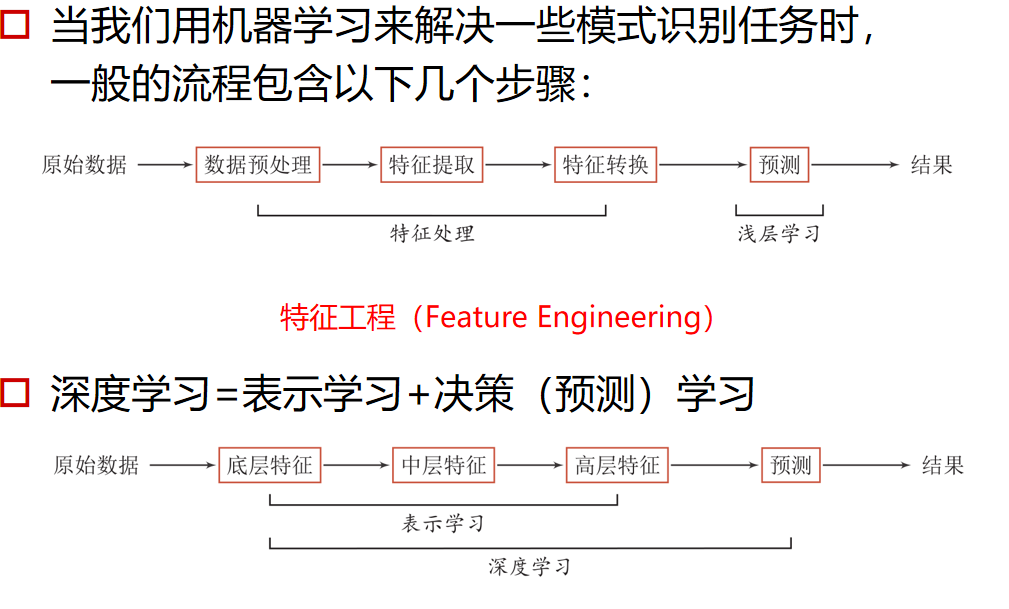 当我们用机器学习来解决一些模式识别任务时，
一般的流程包含以下几个步骤：
原始数据 数据预处理 特征提取 特征转换 预测 结果
特征处理 浅层学习
特征工程（Feature Engineering）
深度学习=表示学习+决策（预测）学习
原始数据 底层特征 中层特征 高层特征 预测 结果
表示学习
深度学习